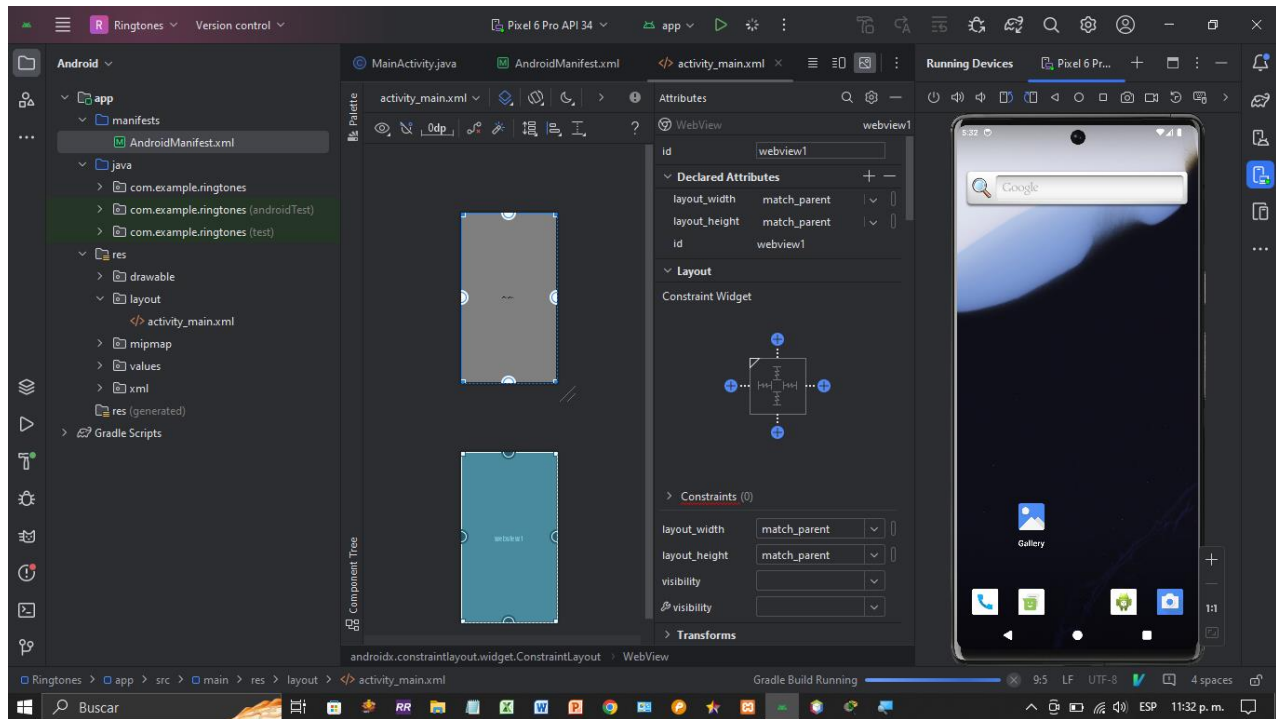 R Ringtones Version control Pixel 6 Pro API 34 app
Android
app
manifests
AndroidManifest.xml
java
com.example.ringtones
com.example.ringtones (androidTest)
com.example.ringtones (test)
res
drawable
layout
activity_main.xml
mipmap
values
xml
res (generated)
Gradle Scripts
MainActivity.java AndroidManifest.xml activity_main.xml
Palette
activity_main.xml
0dp
?
webview1
Component Tree
androidx.constraintlayout.widget.ConstraintLayout WebView
Attributes
WebView webview1
id webview1
Declared Attributes
layout_width match_parent
layout_height match_parent
id webview1
Layout
Constraint Widget
Constraints (0)
layout_width match_parent
layout_height match_parent
visibility
visibility
Transforms
Running Devices Pixel 6 Pr...
5:32
Google
Gallery
1:1
Ringtones > app > src > main > res > layout > activity_main.xml Gradle Build Running 9:5 LF UTF-8 4 spaces
Buscar ESP 11:32 p. m.